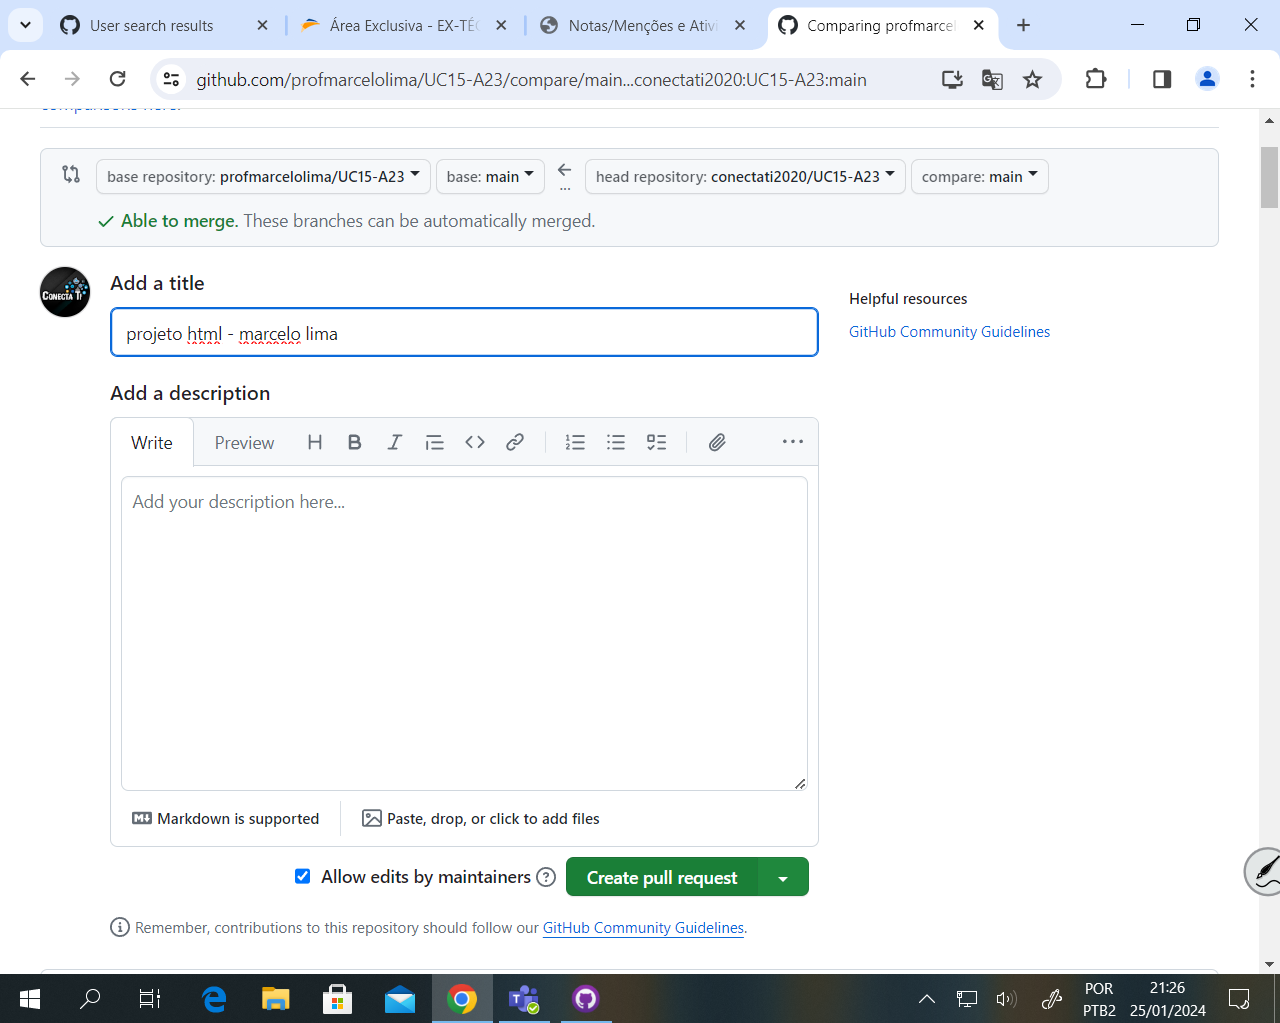 User search results
Área Exclusiva - EX-TÉC
Notas/Menções e Ativi
Comparing profmarcel
github.com/profmarcelolima/UC15-A23/compare/main...conectati2020:UC15-A23:main
base repository: profmarcelolima/UC15-A23
base: main
...
head repository: conectati2020/UC15-A23
compare: main
Able to merge. These branches can be automatically merged.
CONECTA TI
Add a title
projeto html - marcelo lima
Helpful resources
GitHub Community Guidelines
Add a description
Write
Preview
Add your description here...
Markdown is supported
Paste, drop, or click to add files
Allow edits by maintainers
Create pull request
Remember, contributions to this repository should follow our GitHub Community Guidelines.
POR
PTB2
21:26
25/01/2024